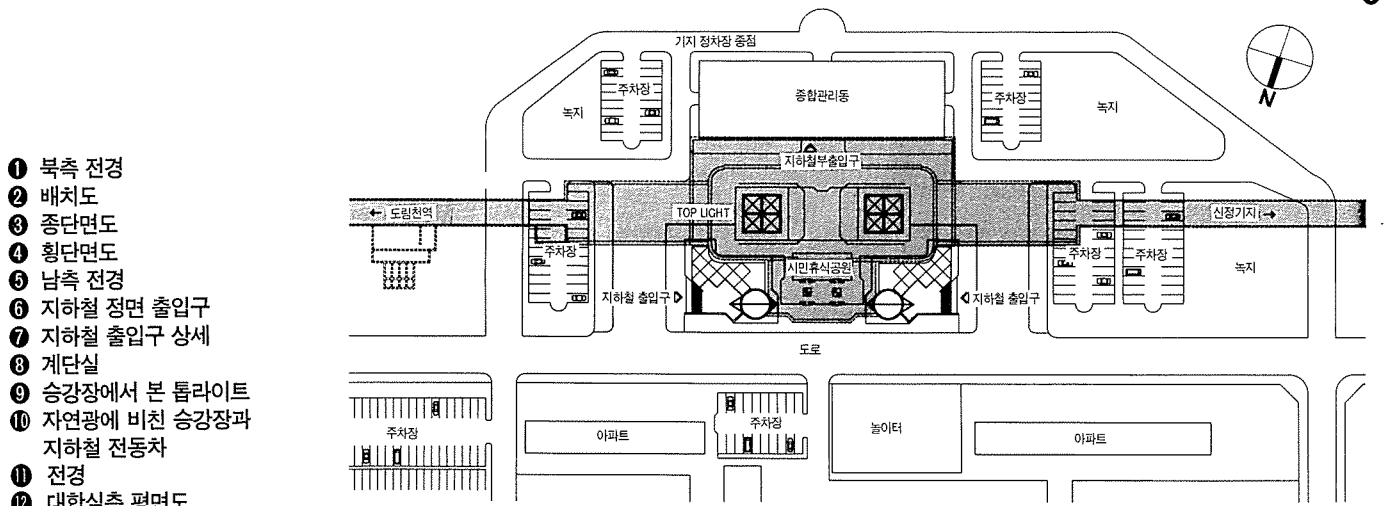 ❶ 북측 전경
❷ 배치도
❸ 종단면도
❹ 횡단면도
❺ 남측 전경
❻ 지하철 정면 출입구
❼ 지하철 출입구 상세
❽ 계단실
❾ 승강장에서 본 톱라이트
❿ 자연광에 비친 승강장과
지하철 전동차
⓫ 전경
⓬ 대합실층 평면도
기지 정차장 종점
N
주차장
종합관리동
주차장
녹지
녹지
지하철부출입구
← 도림천역
TOP LIGHT
신정기지 →
주차장
시민휴식공원
주차장
주차장
녹지
지하철 출입구
지하철 출입구
도로
주차장
아파트
주차장
놀이터
아파트